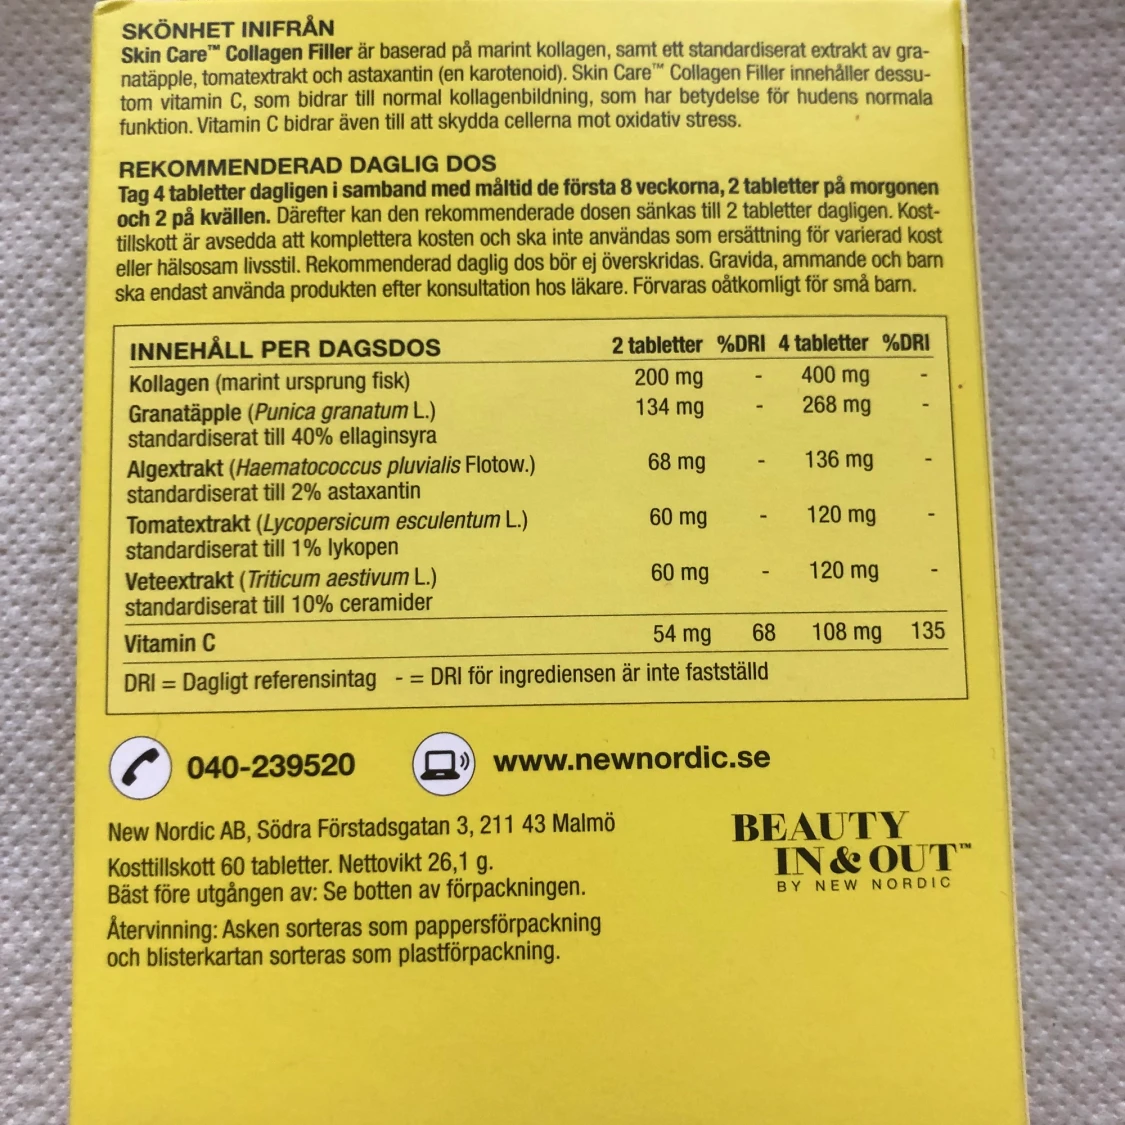 SKÖNHET INIFRÅN
Skin Care™ Collagen Filler är baserad på marint kollagen, samt ett standardiserat extrakt av gra-
natäpple, tomatextrakt och astaxantin (en karotenoid). Skin Care™ Collagen Filler innehåller dessu-
tom vitamin C, som bidrar till normal kollagenbildning, som har betydelse för hudens normala
funktion. Vitamin C bidrar även till att skydda cellerna mot oxidativ stress.
REKOMMENDERAD DAGLIG DOS
Tag 4 tabletter dagligen i samband med måltid de första 8 veckorna, 2 tabletter på morgonen
och 2 på kvällen. Därefter kan den rekommenderade dosen sänkas till 2 tabletter dagligen. Kost-
tillskott är avsedda att komplettera kosten och ska inte användas som ersättning för varierad kost
eller hälsosam livsstil. Rekommenderad daglig dos bör ej överskridas. Gravida, ammande och barn
ska endast använda produkten efter konsultation hos läkare. Förvaras oåtkomligt för små barn.
INNEHÅLL PER DAGSDOS 2 tabletter %DRI 4 tabletter %DRI
Kollagen (marint ursprung fisk) 200 mg - 400 mg -
Granatäpple (Punica granatum L.) 134 mg - 268 mg -
standardiserat till 40% ellaginsyra
Algextrakt (Haematococcus pluvialis Flotow.) 68 mg - 136 mg -
standardiserat till 2% astaxantin
Tomatextrakt (Lycopersicum esculentum L.) 60 mg - 120 mg -
standardiserat till 1% lykopen
Veteextrakt (Triticum aestivum L.) 60 mg - 120 mg -
standardiserat till 10% ceramider
Vitamin C 54 mg 68 108 mg 135
DRI = Dagligt referensintag - = DRI för ingrediensen är inte fastställd
040-239520 www.newnordic.se
New Nordic AB, Södra Förstadsgatan 3, 211 43 Malmö
Kosttillskott 60 tabletter. Nettovikt 26,1 g.
Bäst före utgången av: Se botten av förpackningen.
Återvinning: Asken sorteras som pappersförpackning
och blisterkartan sorteras som plastförpackning.
BEAUTY
IN & OUT™
BY NEW NORDIC